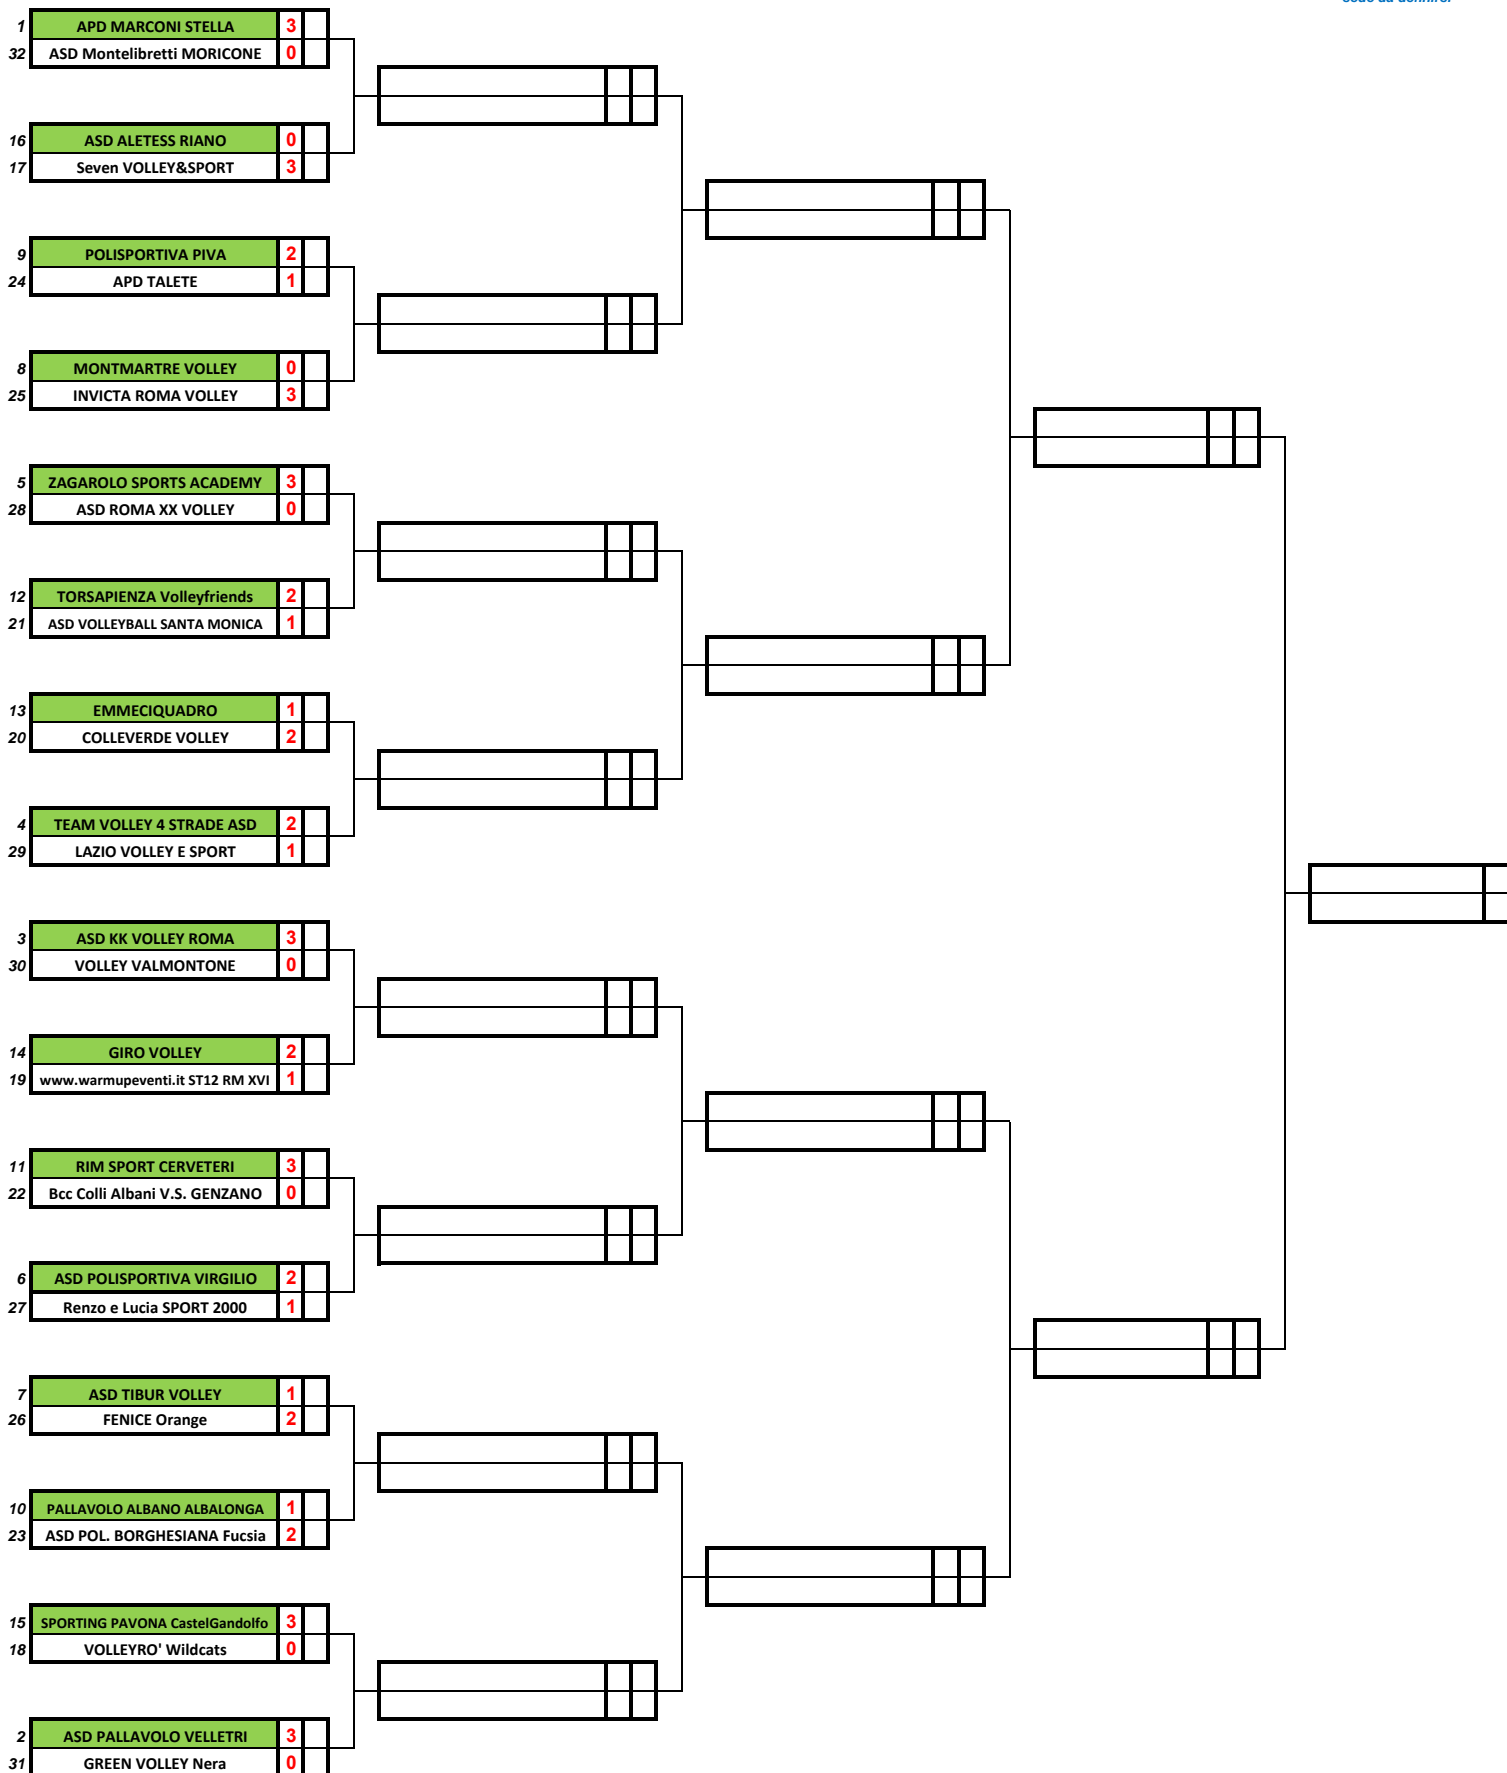 sede da definire.
1 APD MARCONI STELLA 3
32 ASD Montelibretti MORICONE 0
16 ASD ALETESS RIANO 0
17 Seven VOLLEY&SPORT 3
9 POLISPORTIVA PIVA 2
24 APD TALETE 1
8 MONTMARTRE VOLLEY 0
25 INVICTA ROMA VOLLEY 3
5 ZAGAROLO SPORTS ACADEMY 3
28 ASD ROMA XX VOLLEY 0
12 TORSAPIENZA Volleyfriends 2
21 ASD VOLLEYBALL SANTA MONICA 1
13 EMMECIQUADRO 1
20 COLLEVERDE VOLLEY 2
4 TEAM VOLLEY 4 STRADE ASD 2
29 LAZIO VOLLEY E SPORT 1
3 ASD KK VOLLEY ROMA 3
30 VOLLEY VALMONTONE 0
14 GIRO VOLLEY 2
19 www.warmupeventi.it ST12 RM XVI 1
11 RIM SPORT CERVETERI 3
22 Bcc Colli Albani V.S. GENZANO 0
6 ASD POLISPORTIVA VIRGILIO 2
27 Renzo e Lucia SPORT 2000 1
7 ASD TIBUR VOLLEY 1
26 FENICE Orange 2
10 PALLAVOLO ALBANO ALBALONGA 1
23 ASD POL. BORGHESIANA Fucsia 2
15 SPORTING PAVONA CastelGandolfo 3
18 VOLLEYRO' Wildcats 0
2 ASD PALLAVOLO VELLETRI 3
31 GREEN VOLLEY Nera 0